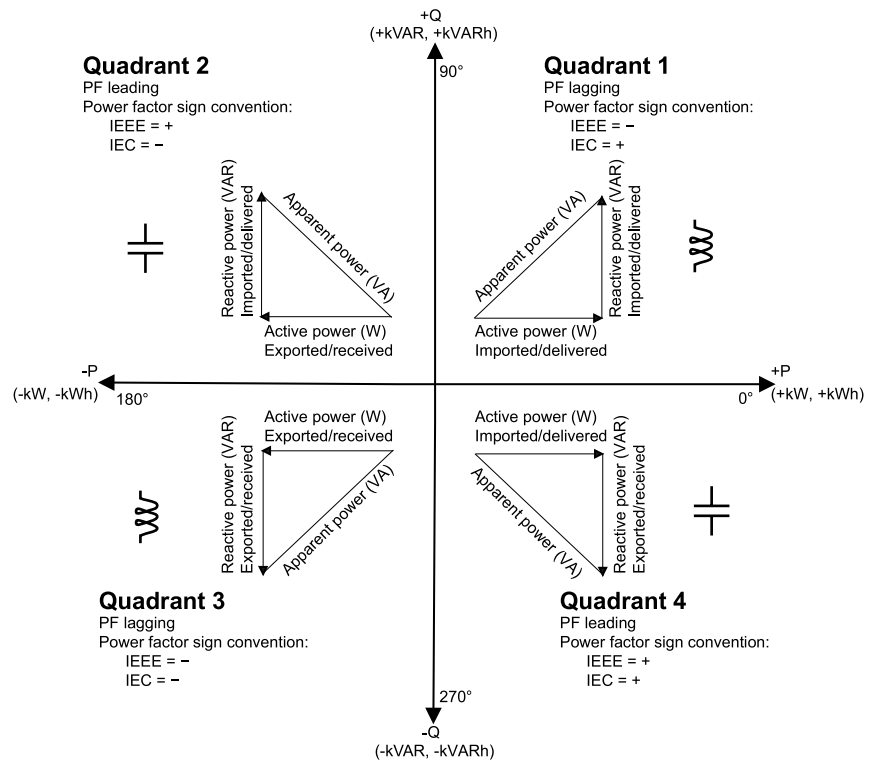 +Q
(+kVAR, +kVARh)
90°
Quadrant 2
PF leading
Power factor sign convention:
IEEE = +
IEC = −
Reactive power (VAR)
Imported/delivered
Apparent power (VA)
Active power (W)
Exported/received
Quadrant 1
PF lagging
Power factor sign convention:
IEEE = −
IEC = +
Apparent power (VA)
Reactive power (VAR)
Imported/delivered
Active power (W)
Imported/delivered
-P
(-kW, -kWh)
180°
0°
+P
(+kW, +kWh)
Active power (W)
Exported/received
Reactive power (VAR)
Exported/received
Apparent power (VA)
Quadrant 3
PF lagging
Power factor sign convention:
IEEE = −
IEC = −
Active power (W)
Imported/delivered
Apparent power (VA)
Reactive power (VAR)
Exported/received
Quadrant 4
PF leading
Power factor sign convention:
IEEE = +
IEC = +
270°
-Q
(-kVAR, -kVARh)